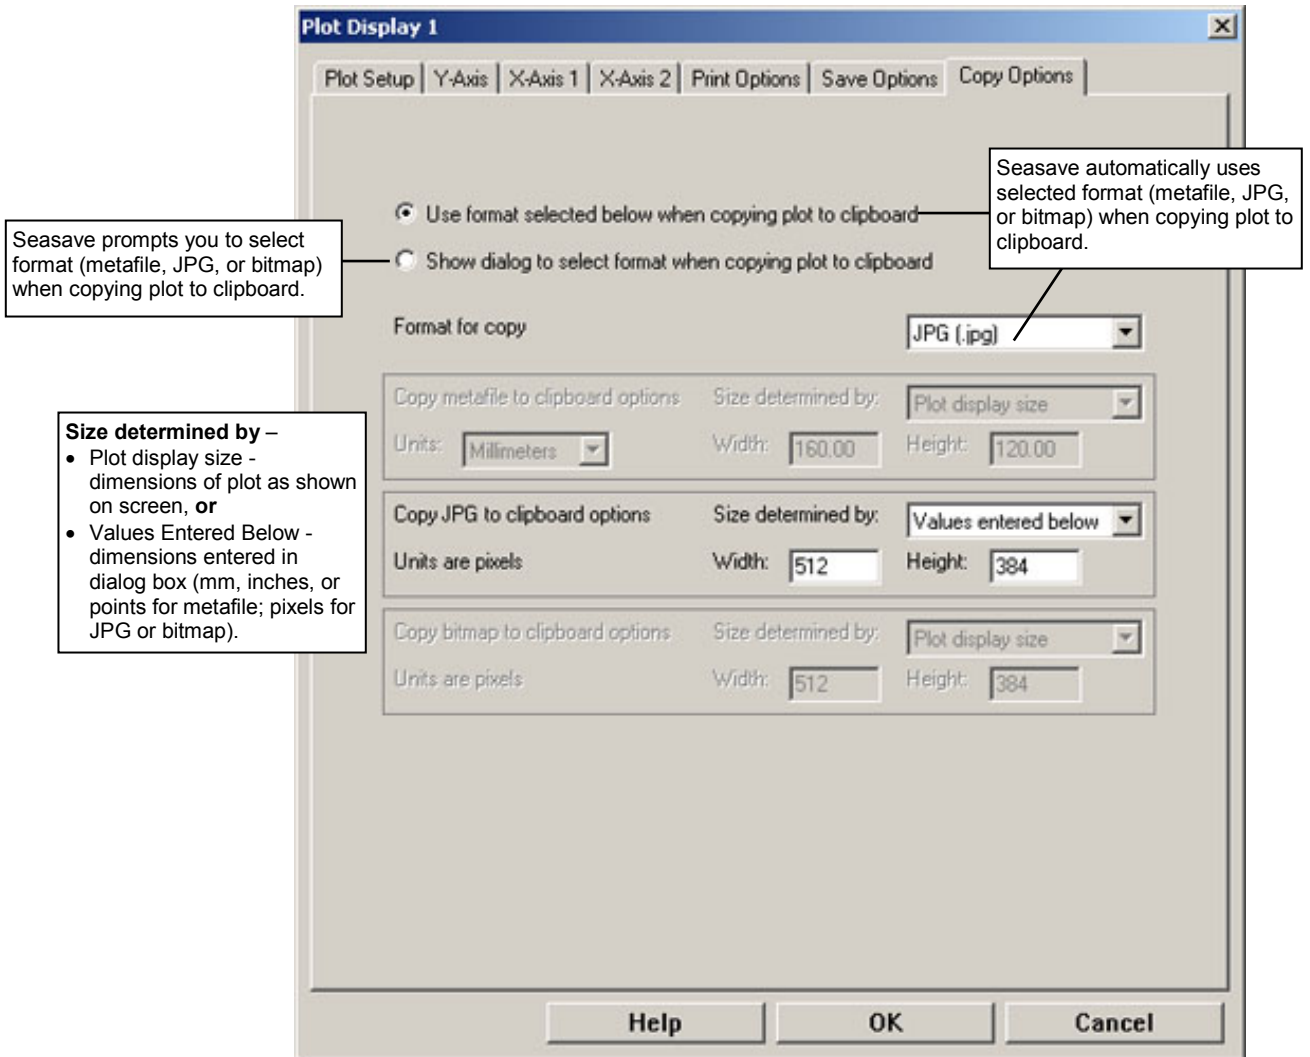 Plot Display 1
Plot Setup Y-Axis X-Axis 1 X-Axis 2 Print Options Save Options Copy Options
Seasave automatically uses
selected format (metafile, JPG,
or bitmap) when copying plot to
clipboard.
Use format selected below when copying plot to clipboard
Seasave prompts you to select
format (metafile, JPG, or bitmap)
when copying plot to clipboard.
Show dialog to select format when copying plot to clipboard
Format for copy JPG (.jpg)
Copy metafile to clipboard options Size determined by: Plot display size
Units: Millimeters Width: 160.00 Height: 120.00
Size determined by –
• Plot display size -
dimensions of plot as shown
on screen, or
• Values Entered Below -
dimensions entered in
dialog box (mm, inches, or
points for metafile; pixels for
JPG or bitmap).
Copy JPG to clipboard options Size determined by: Values entered below
Units are pixels Width: 512 Height: 384
Copy bitmap to clipboard options Size determined by: Plot display size
Units are pixels Width: 512 Height: 384
Help OK Cancel